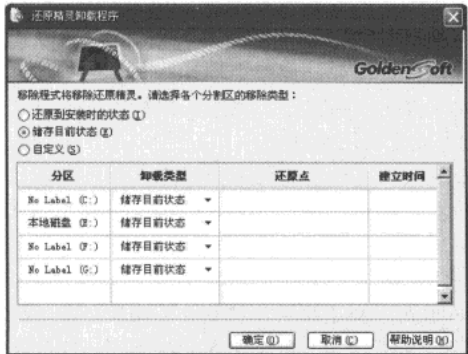 还原精灵卸载程序
GoldenSoft
移除程式将移除还原精灵。请选择各个分割区的移除类型：
还原到安装时的状态(I)
储存目前状态(K)
自定义(S)
分区 卸载类型 还原点 建立时间
No Label (C:) 储存目前状态
本地磁盘 (E:) 储存目前状态
No Label (F:) 储存目前状态
No Label (G:) 储存目前状态
确定(O) 取消(C) 帮助说明(H)